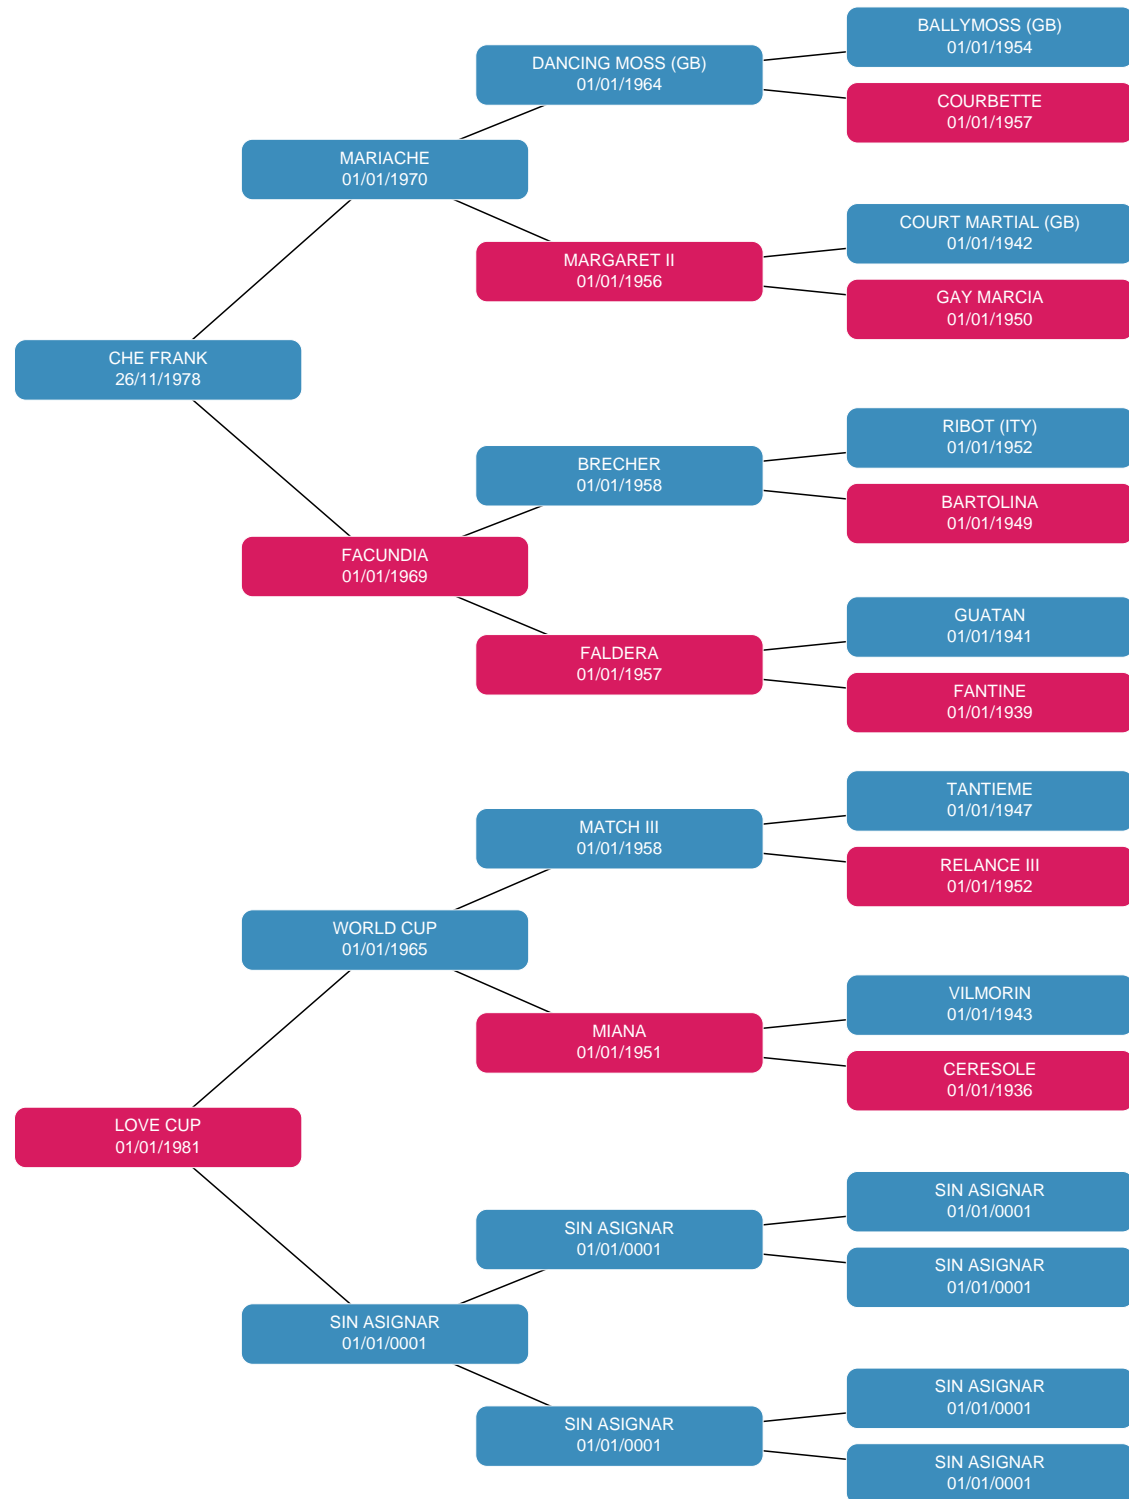 BALLYMOSS (GB)
01/01/1954
DANCING MOSS (GB)
01/01/1964
COURBETTE
01/01/1957
MARIACHE
01/01/1970
COURT MARTIAL (GB)
01/01/1942
MARGARET II
01/01/1956
GAY MARCIA
01/01/1950
CHE FRANK
26/11/1978
RIBOT (ITY)
01/01/1952
BRECHER
01/01/1958
BARTOLINA
01/01/1949
FACUNDIA
01/01/1969
GUATAN
01/01/1941
FALDERA
01/01/1957
FANTINE
01/01/1939
TANTIEME
01/01/1947
MATCH III
01/01/1958
RELANCE III
01/01/1952
WORLD CUP
01/01/1965
VILMORIN
01/01/1943
MIANA
01/01/1951
CERESOLE
01/01/1936
LOVE CUP
01/01/1981
SIN ASIGNAR
01/01/0001
SIN ASIGNAR
01/01/0001
SIN ASIGNAR
01/01/0001
SIN ASIGNAR
01/01/0001
SIN ASIGNAR
01/01/0001
SIN ASIGNAR
01/01/0001
SIN ASIGNAR
01/01/0001